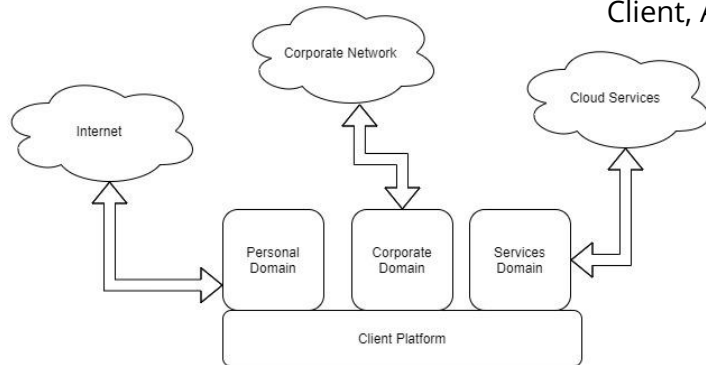 Client, A
Corporate Network
Cloud Services
Internet
Personal
Domain
Corporate
Domain
Services
Domain
Client Platform